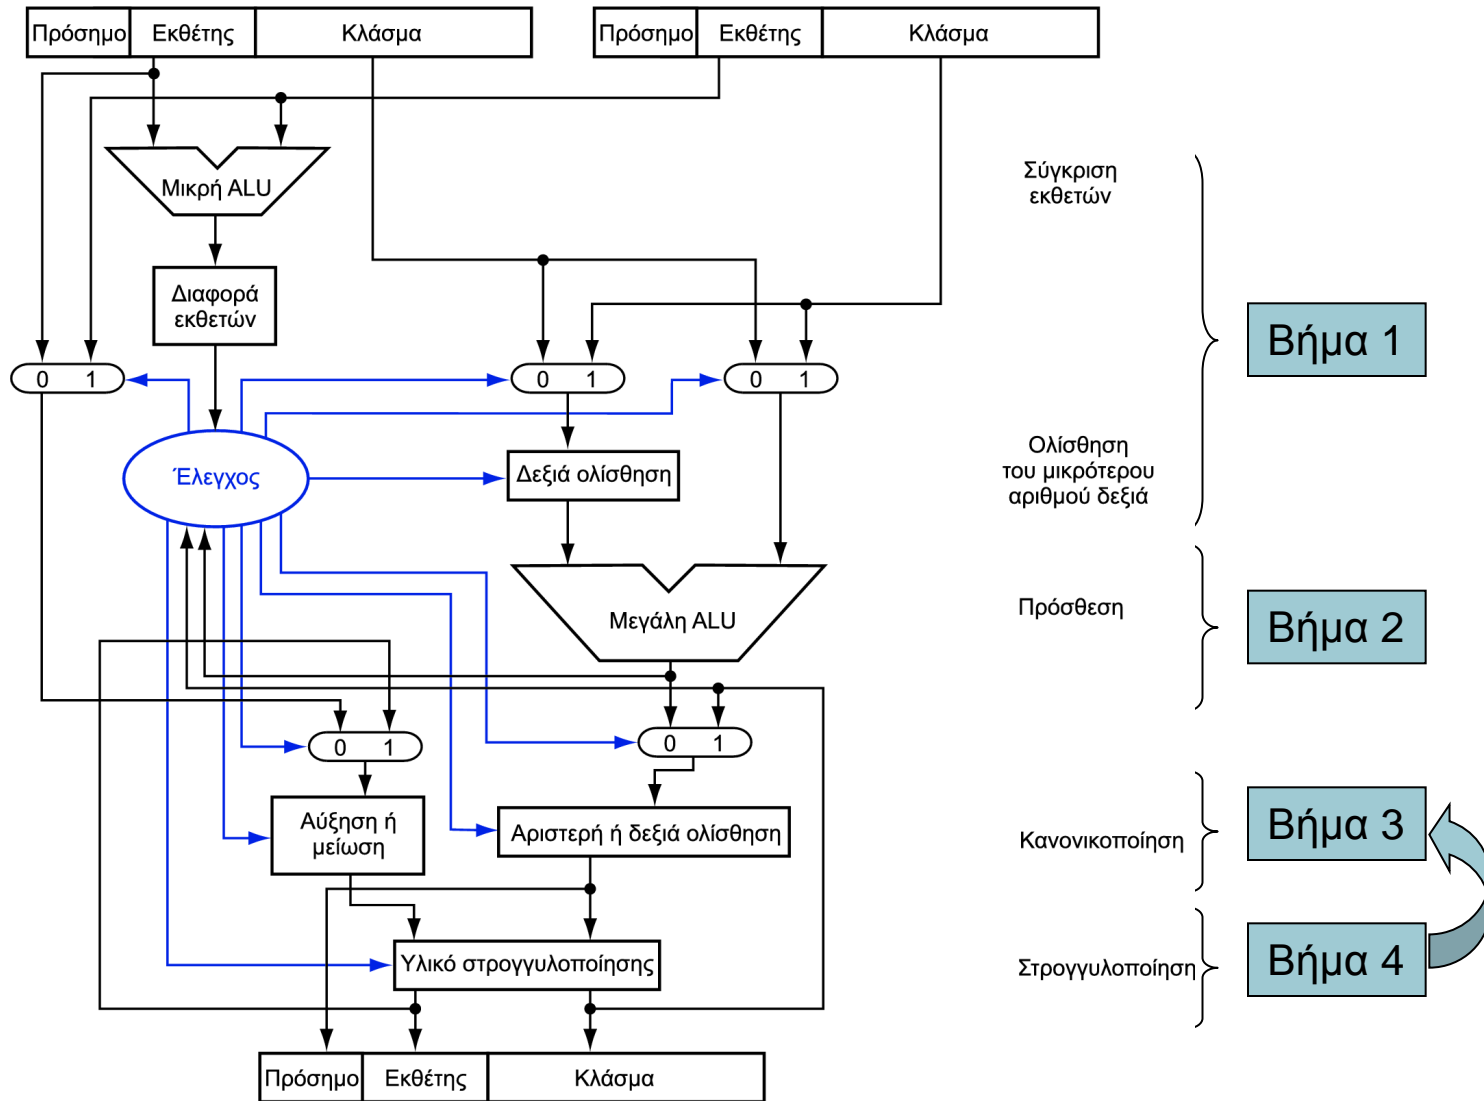 Πρόσημο Εκθέτης Κλάσμα Πρόσημο Εκθέτης Κλάσμα
Μικρή ALU
Σύγκριση
εκθετών
Διαφορά
εκθετών
Βήμα 1
0 1 0 1 0 1
Έλεγχος
Δεξιά ολίσθηση
Ολίσθηση
του μικρότερου
αριθμού δεξιά
Μεγάλη ALU
Πρόσθεση
Βήμα 2
0 1 0 1
Αύξηση ή
μείωση
Αριστερή ή δεξιά ολίσθηση
Κανονικοποίηση
Βήμα 3
Υλικό στρογγυλοποίησης
Στρογγυλοποίηση
Βήμα 4
Πρόσημο Εκθέτης Κλάσμα